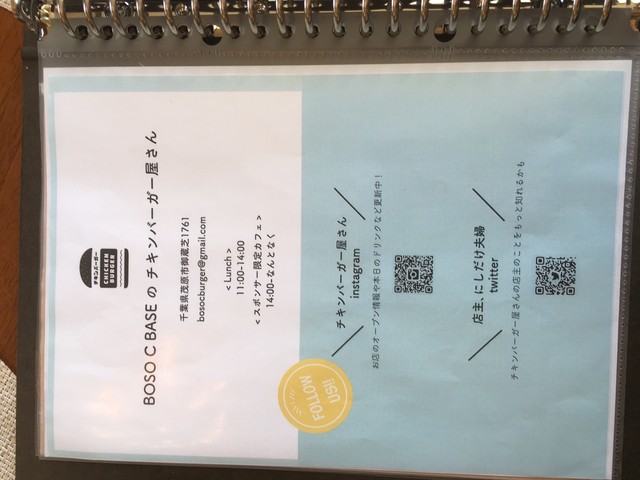 チキンバーガー
CHICKEN
BURGER
BOSO C BASE の チキンバーガー屋さん
千葉県茂原市御蔵芝1761
bosocburger@gmail.com
< Lunch >
11:00-14:00
< スポンサー限定カフェ >
14:00-なんとなく
FOLLOW
US!!
チキンバーガー屋さん
instagram
お店のオープン情報や本日のドリンクなど更新中！
店主、にしだけ夫婦
twitter
チキンバーガー屋さんの店主のことをもっと知れるかも